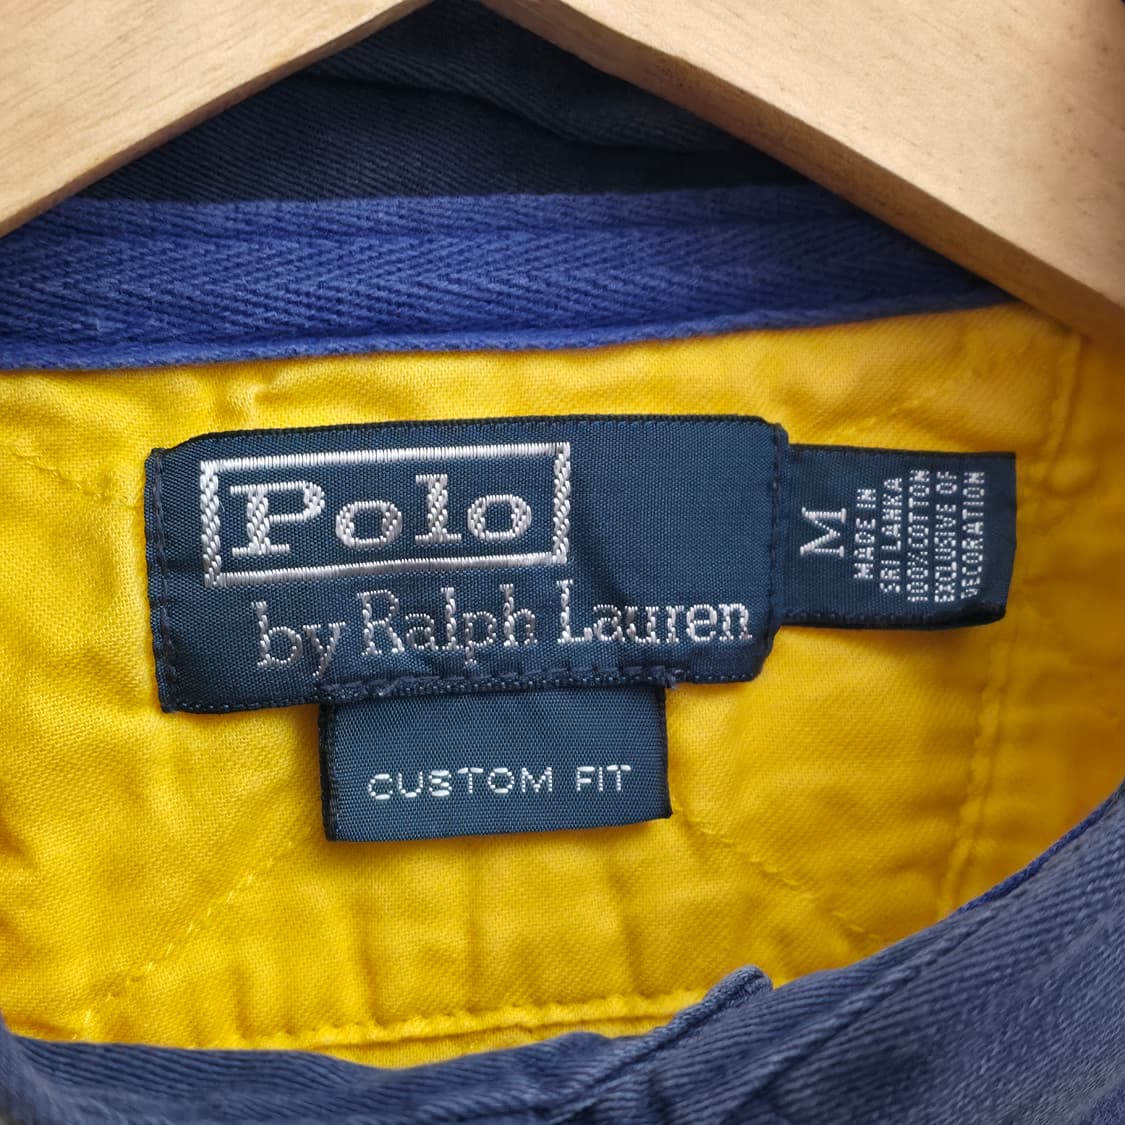 Polo
by Ralph Lauren
M
MADE IN
SRI LANKA
100% COTTON
EXCLUSIVE OF
DECORATION
CUSTOM FIT